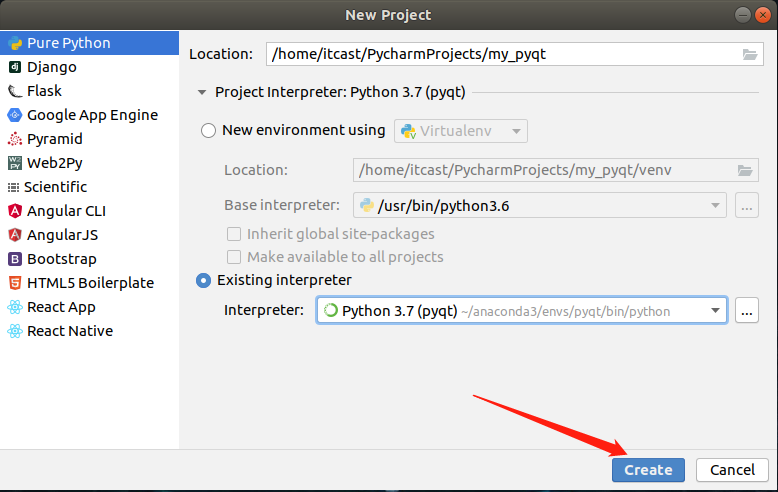 New Project
Pure Python
Django
Flask
Google App Engine
Pyramid
Web2Py
Scientific
Angular CLI
AngularJS
Bootstrap
HTML5 Boilerplate
React App
React Native
Location: /home/itcast/PycharmProjects/my_pyqt
Project Interpreter: Python 3.7 (pyqt)
New environment using Virtualenv
Location: /home/itcast/PycharmProjects/my_pyqt/venv
Base interpreter: /usr/bin/python3.6 ...
Inherit global site-packages
Make available to all projects
Existing interpreter
Interpreter: Python 3.7 (pyqt) ~/anaconda3/envs/pyqt/bin/python ...
Create Cancel